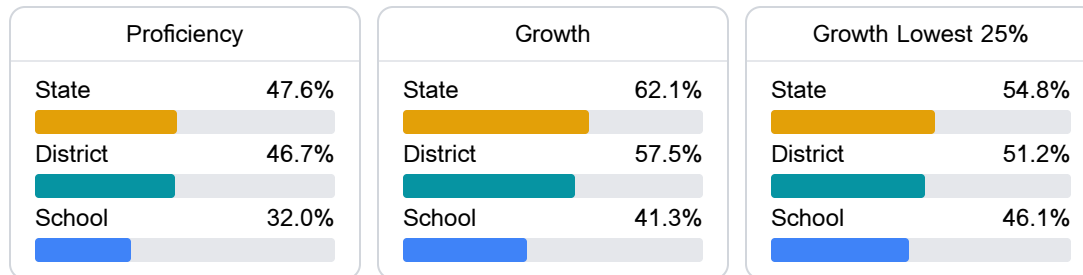 Proficiency
State 47.6%
District 46.7%
School 32.0%
Growth
State 62.1%
District 57.5%
School 41.3%
Growth Lowest 25%
State 54.8%
District 51.2%
School 46.1%